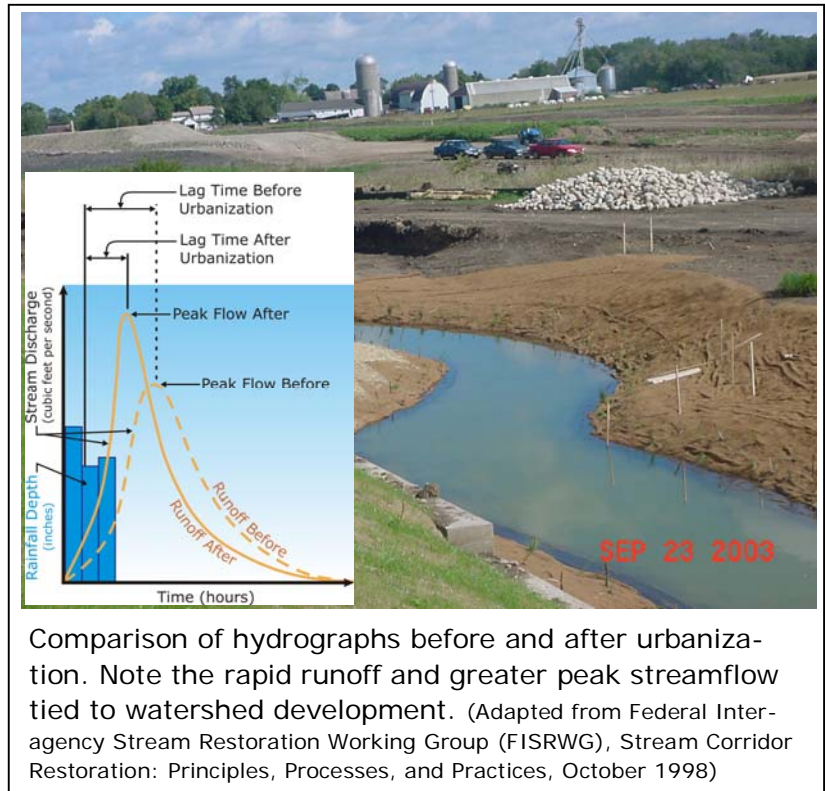 Lag Time Before
Urbanization
Lag Time After
Urbanization
Peak Flow After
Peak Flow Before
Stream Discharge
(cubic feet per second)
Rainfall Depth
(inches)
Runoff Before
Runoff After
Time (hours)
SEP 23 2003
Comparison of hydrographs before and after urbaniza-
tion. Note the rapid runoff and greater peak streamflow
tied to watershed development. (Adapted from Federal Inter-
agency Stream Restoration Working Group (FISRWG), Stream Corridor
Restoration: Principles, Processes, and Practices, October 1998)